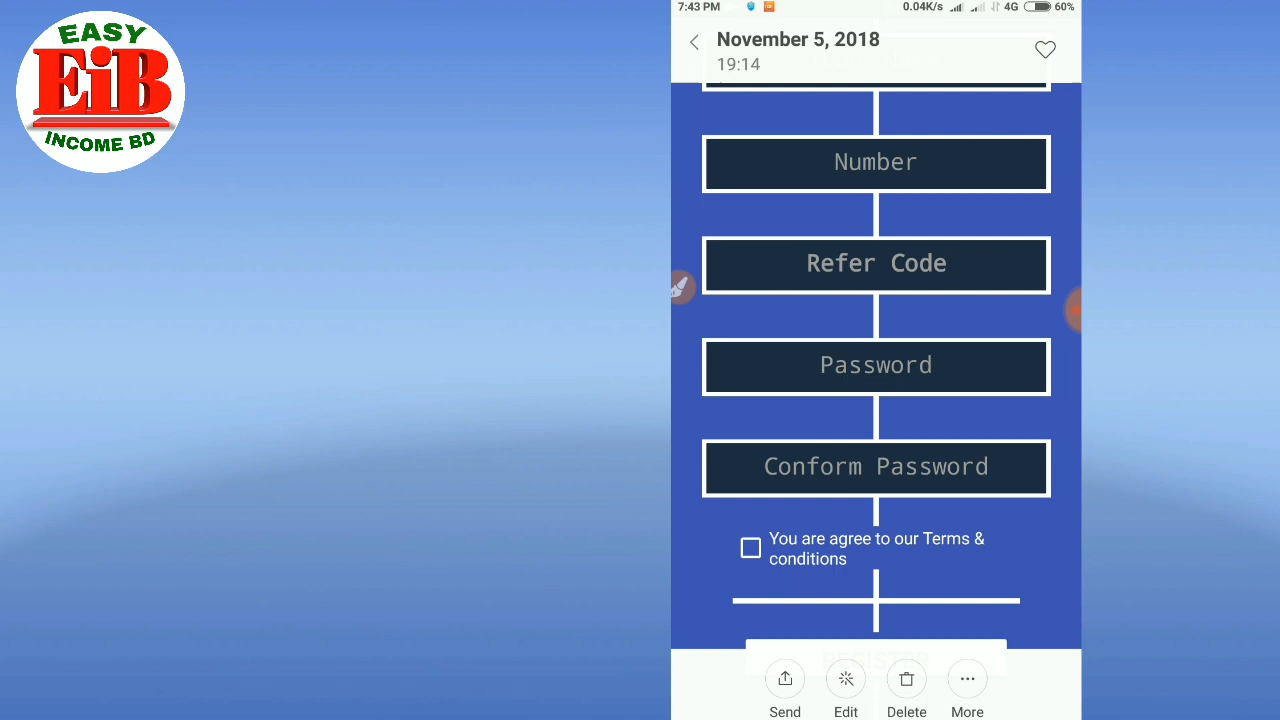 EASY
EiB
INCOME BD
7:43 PM
0.04K/s
4G
60%
November 5, 2018
19:14
Number
Refer Code
Password
Conform Password
You are agree to our Terms &
conditions
REGISTER
Send
Edit
Delete
More